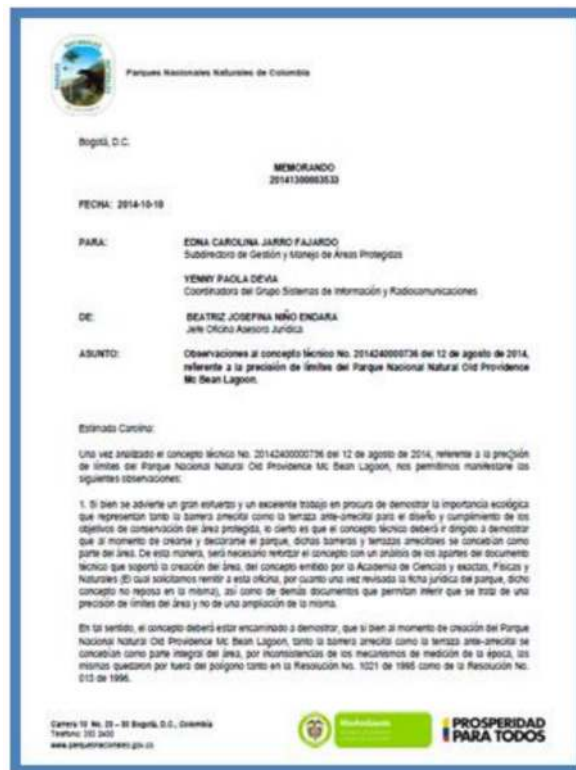 Parques Nacionales Naturales de Colombia
Bogotá, D.C.
MEMORANDO
20141300003533
FECHA: 2014-10-10
PARA: EDNA CAROLINA JARRO FAJARDO
Subdirectora de Gestión y Manejo de Áreas Protegidas
YENNY PAOLA DEVIA
Coordinadora del Grupo Sistemas de Información y Radiocomunicaciones
DE: BEATRIZ JOSEFINA NIÑO ENDARA
Jefe Oficina Asesora Jurídica
ASUNTO: Observaciones al concepto técnico No. 20142400000736 del 12 de agosto de 2014,
referente a la precisión de límites del Parque Nacional Natural Old Providence
Mc Bean Lagoon.
Estimada Carolina:
Una vez analizado el concepto técnico No. 20142400000736 del 12 de agosto de 2014, referente a la precisión
de límites del Parque Nacional Natural Old Providence Mc Bean Lagoon, nos permitimos manifestarle las
siguientes observaciones:
1. Si bien se advierte un gran esfuerzo y un excelente trabajo en procura de demostrar la importancia ecológica
que representan tanto la barrera arrecifal como la terraza ante-arrecifal para el diseño y cumplimiento de los
objetivos de conservación del área protegida, lo cierto es que el concepto técnico deberá ir dirigido a demostrar
que al momento de crearse y declararse el parque, dichas barreras y terrazas arrecifales se concebían como
parte del área. De esta manera, será necesario reforzar el concepto con un análisis de los apartes del documento
técnico que soportó la creación del área, del concepto emitido por la Academia de Ciencias y exactas, Físicas y
Naturales (El cual solicitamos remitir a esta oficina, por cuanto una vez revisada la ficha jurídica del parque, dicho
concepto no reposa en la misma), así como de demás documentos que permitan inferir que se trata de una
precisión de límites del área y no de una ampliación de la misma.
En tal sentido, el concepto deberá estar encaminado a demostrar, que si bien al momento de creación del Parque
Nacional Natural Old Providence Mc Bean Lagoon, tanto la barrera arrecifal como la terraza ante-arrecifal se
concebían como parte integral del área, por inconsistencias de los mecanismos de medición de la época, las
mismas quedaron por fuera del polígono tanto en la Resolución No. 1021 de 1995 como de la Resolución No.
013 de 1996.
Carrera 10 No. 20 – 30 Bogotá, D.C., Colombia
Teléfono: 353 2400
www.parquesnacionales.gov.co
MinAmbiente
PROSPERIDAD
PARA TODOS